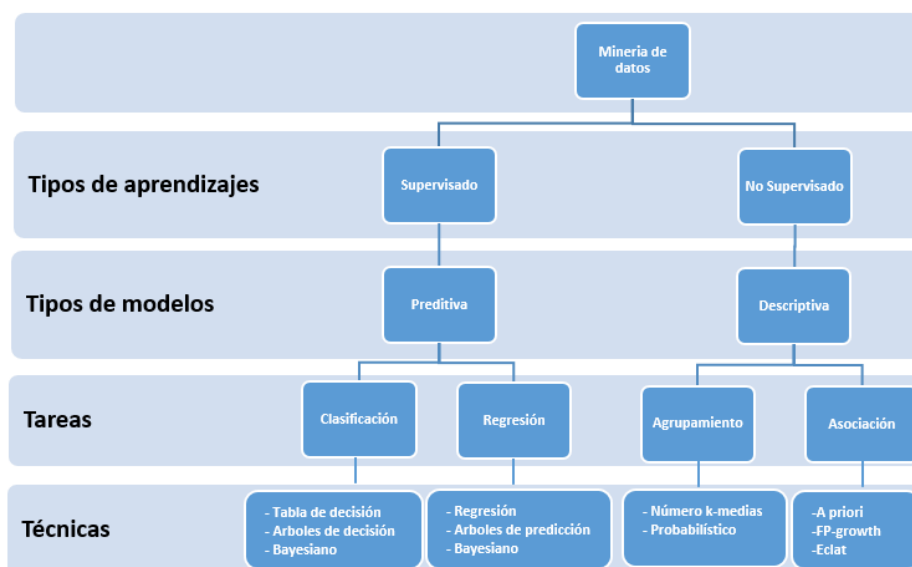 Mineria de
datos
Tipos de aprendizajes
Supervisado
No Supervisado
Tipos de modelos
Preditiva
Descriptiva
Tareas
Clasificación
Regresión
Agrupamiento
Asociación
Técnicas
- Tabla de decisión
- Arboles de decisión
- Bayesiano
- Regresión
- Arboles de predicción
- Bayesiano
- Número k-medias
- Probabilístico
-A priori
-FP-growth
-Eclat